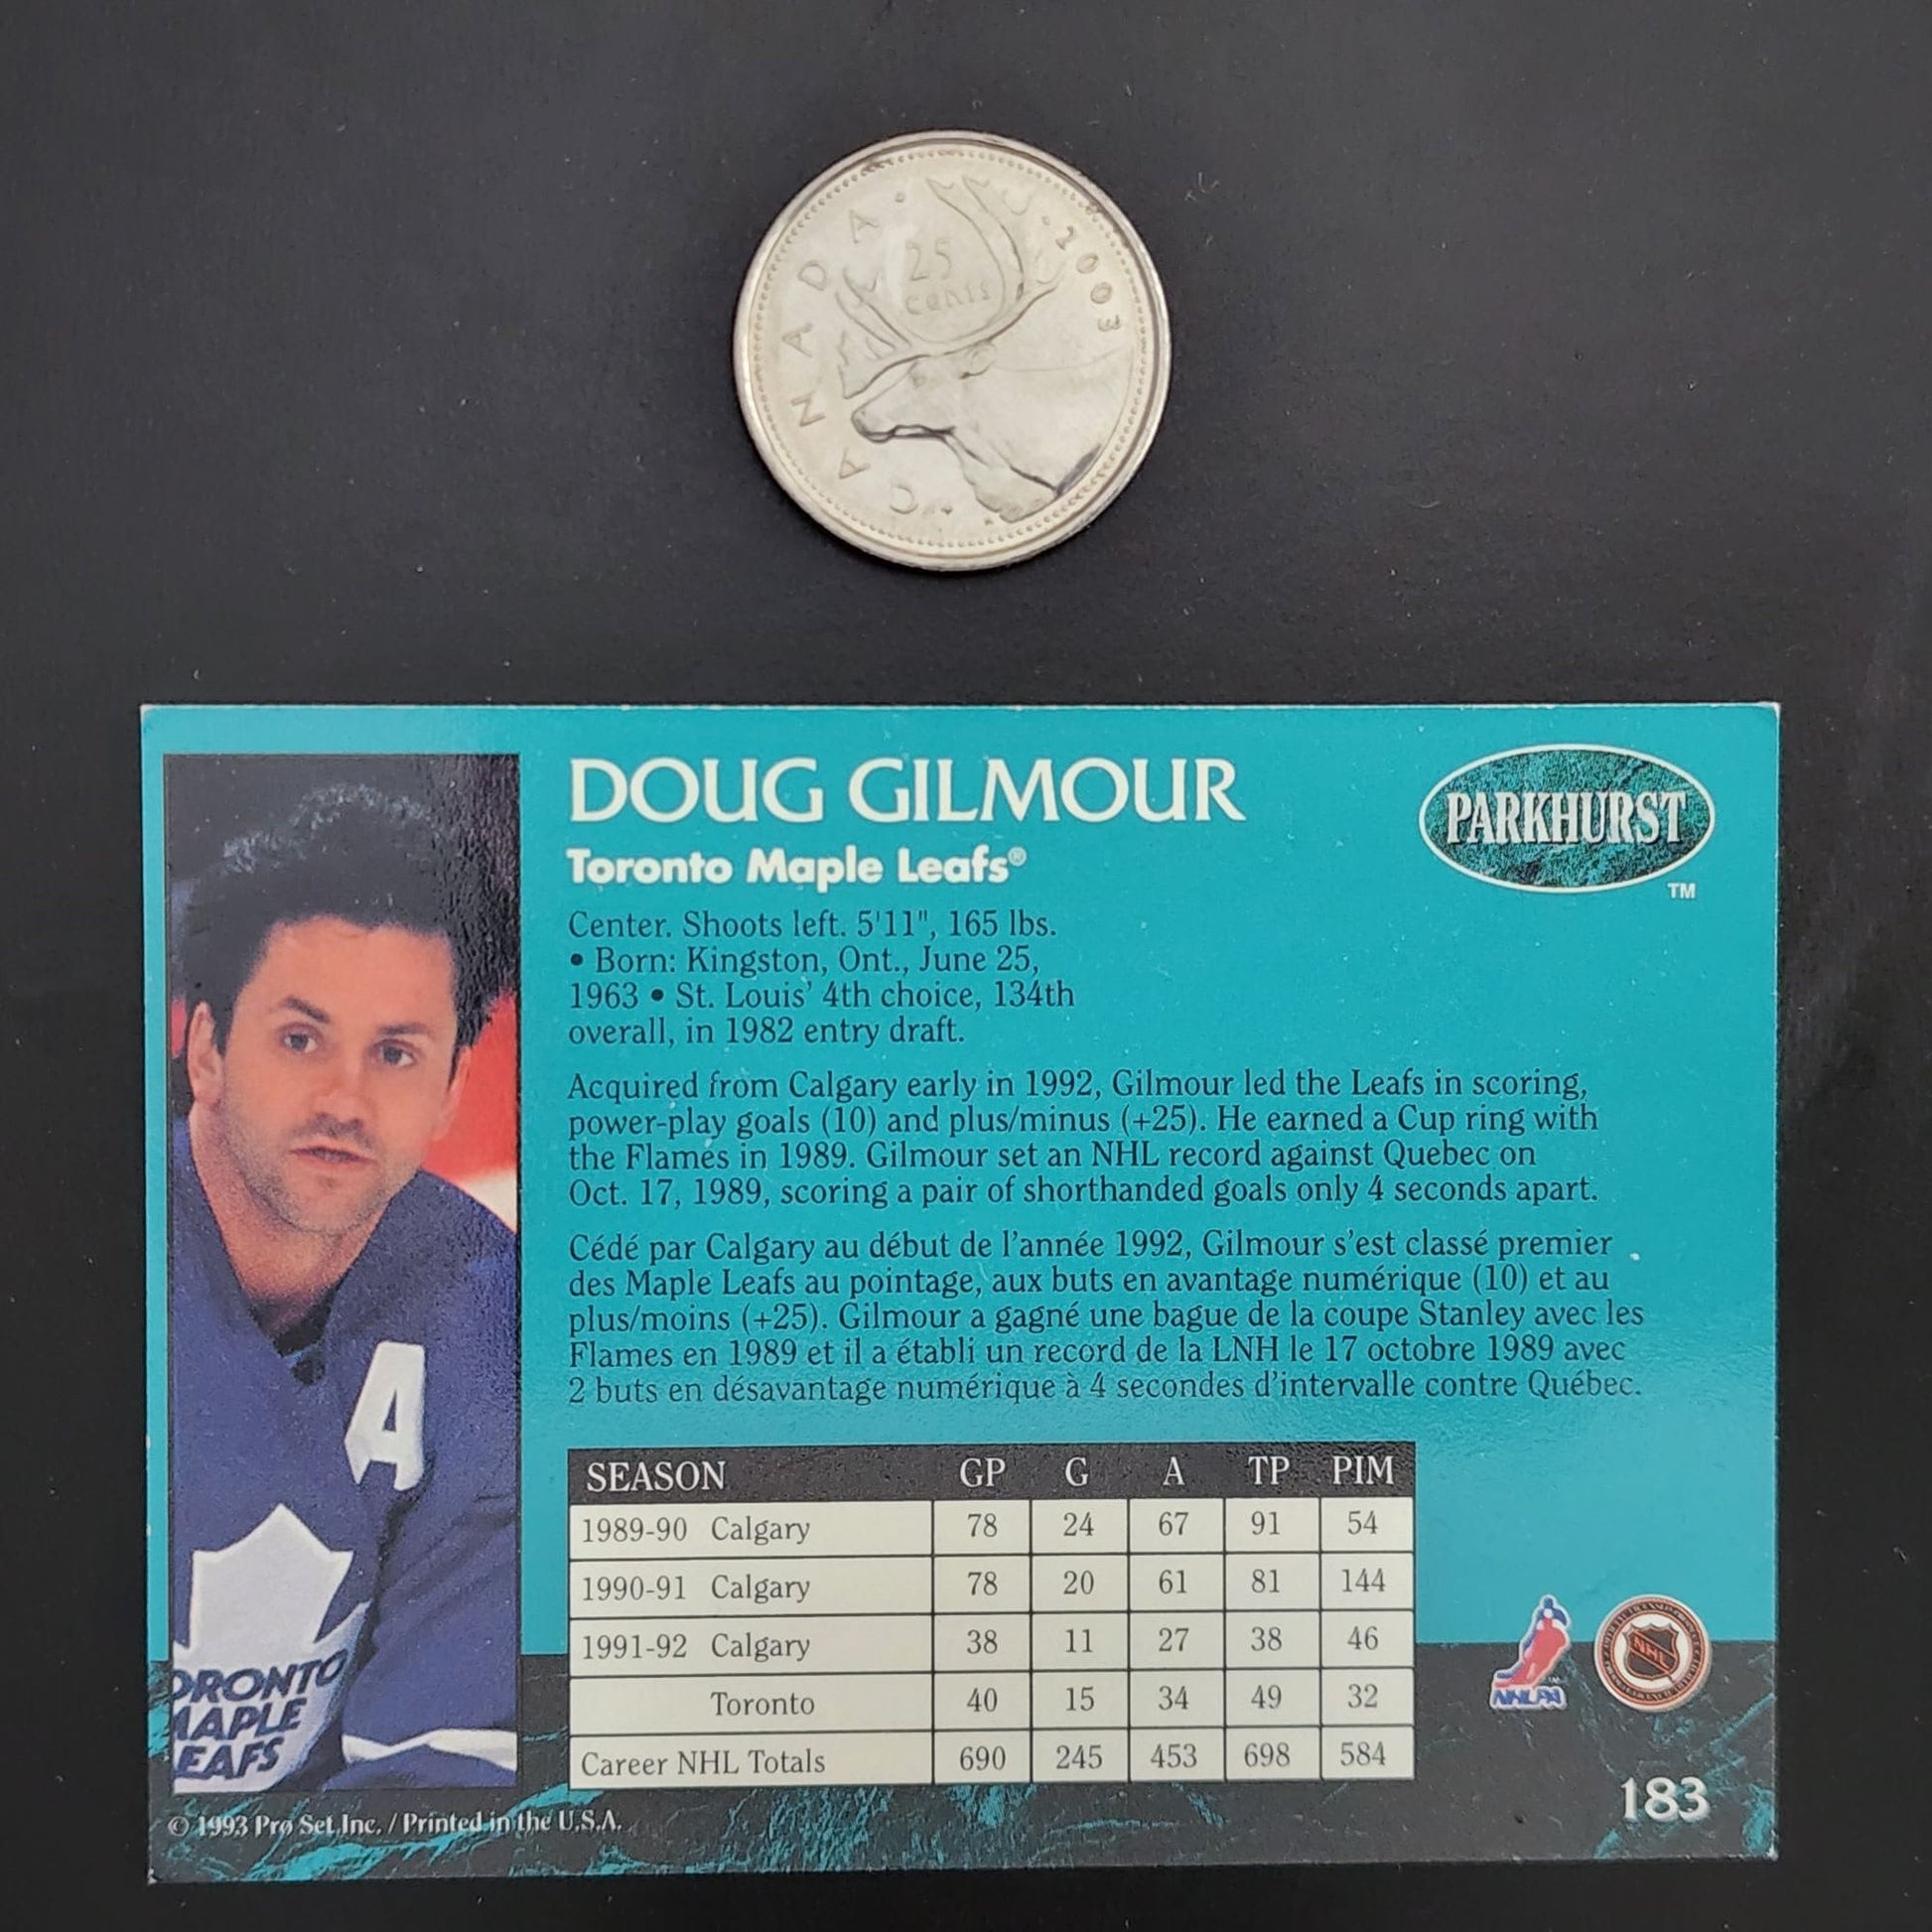 CANADA
25
cents
DOUG GILMOUR
PARKHURST
TM
Toronto Maple Leafs®
Center. Shoots left. 5'11", 165 lbs.
• Born: Kingston, Ont., June 25,
1963 • St. Louis' 4th choice, 134th
overall, in 1982 entry draft.
Acquired from Calgary early in 1992, Gilmour led the Leafs in scoring,
power-play goals (10) and plus/minus (+25). He earned a Cup ring with
the Flames in 1989. Gilmour set an NHL record against Quebec on
Oct. 17, 1989, scoring a pair of shorthanded goals only 4 seconds apart.
Cédé par Calgary au début de l'année 1992, Gilmour s'est classé premier
des Maple Leafs au pointage, aux buts en avantage numérique (10) et au
plus/moins (+25). Gilmour a gagné une bague de la coupe Stanley avec les
Flames en 1989 et il a établi un record de la LNH le 17 octobre 1989 avec
2 buts en désavantage numérique à 4 secondes d'intervalle contre Québec.
A
SEASON GP G A TP PIM
1989-90 Calgary 78 24 67 91 54
1990-91 Calgary 78 20 61 81 144
1991-92 Calgary 38 11 27 38 46
Toronto 40 15 34 49 32
Career NHL Totals 690 245 453 698 584
ORONTO
MAPLE
EAFS
NHLPA
NHL
183
© 1993 Pro Set Inc. / Printed in the U.S.A.